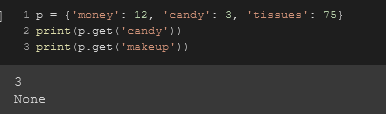 1 p = {'money': 12, 'candy': 3, 'tissues': 75}
2 print(p.get('candy'))
3 print(p.get('makeup'))
3
None